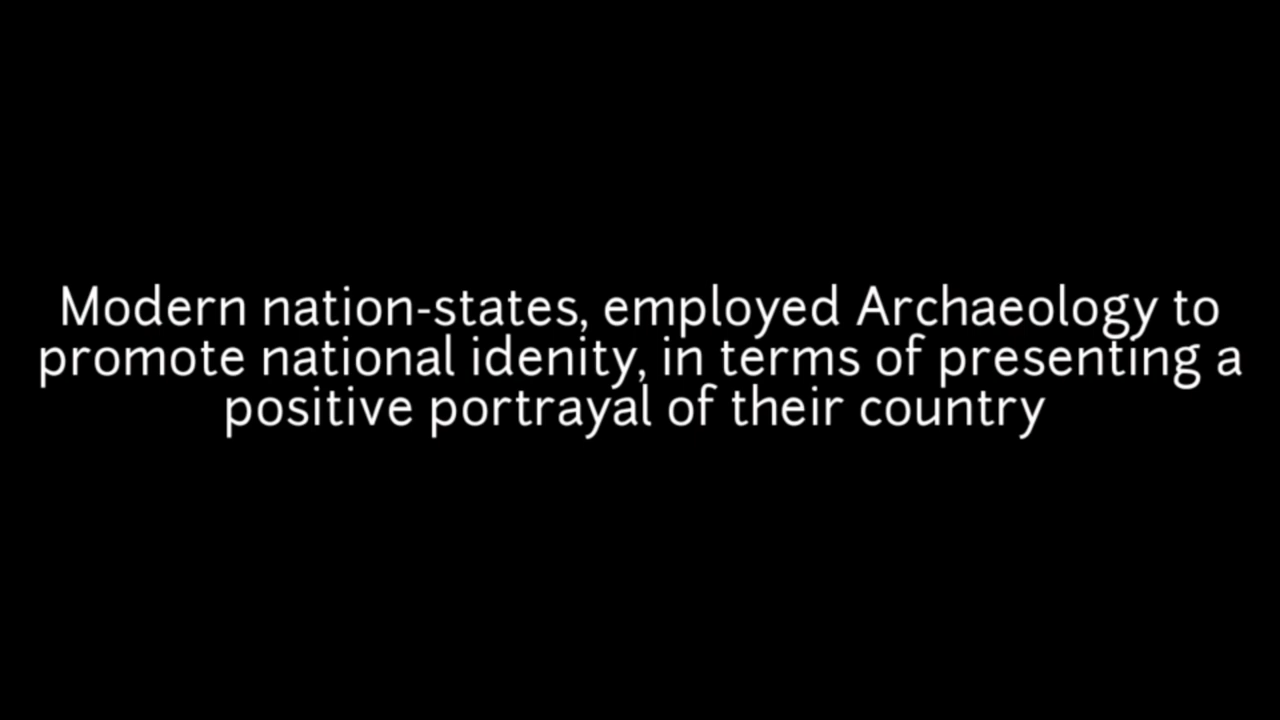 Modern nation-states, employed Archaeology to
promote national idenity, in terms of presenting a
positive portrayal of their country